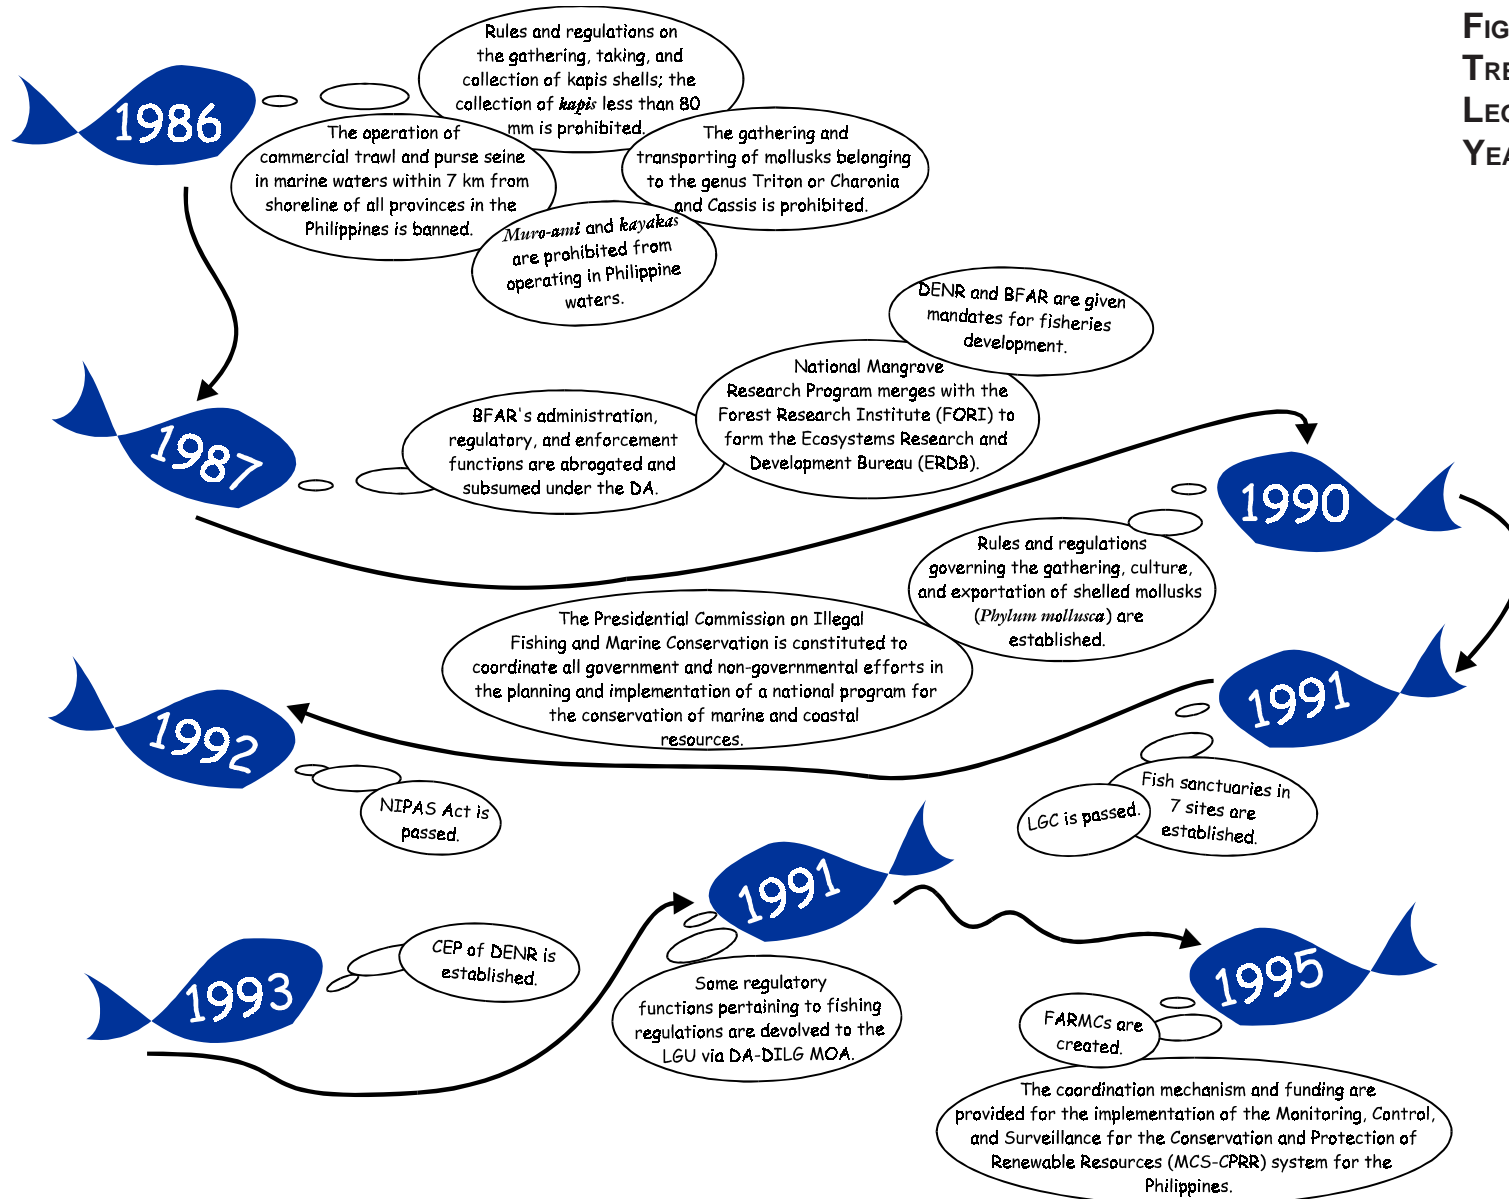 1986
Rules and regulations on
the gathering, taking, and
collection of kapis shells; the
collection of kapis less than 80
mm is prohibited.
The operation of
commercial trawl and purse seine
in marine waters within 7 km from
shoreline of all provinces in the
Philippines is banned.
The gathering and
transporting of mollusks belonging
to the genus Triton or Charonia
and Cassis is prohibited.
Muro-ami and kayakas
are prohibited from
operating in Philippine
waters.
1987
BFAR's administration,
regulatory, and enforcement
functions are abrogated and
subsumed under the DA.
National Mangrove
Research Program merges with the
Forest Research Institute (FORI) to
form the Ecosystems Research and
Development Bureau (ERDB).
DENR and BFAR are given
mandates for fisheries
development.
1990
Rules and regulations
governing the gathering, culture,
and exportation of shelled mollusks
(Phylum mollusca) are
established.
The Presidential Commission on Illegal
Fishing and Marine Conservation is constituted to
coordinate all government and non-governmental efforts in
the planning and implementation of a national program for
the conservation of marine and coastal
resources.
1991
Fish sanctuaries in
7 sites are
established.
LGC is passed.
1992
NIPAS Act is
passed.
1993
CEP of DENR is
established.
1991
Some regulatory
functions pertaining to fishing
regulations are devolved to the
LGU via DA-DILG MOA.
1995
FARMCs are
created.
The coordination mechanism and funding are
provided for the implementation of the Monitoring, Control,
and Surveillance for the Conservation and Protection of
Renewable Resources (MCS-CPRR) system for the
Philippines.